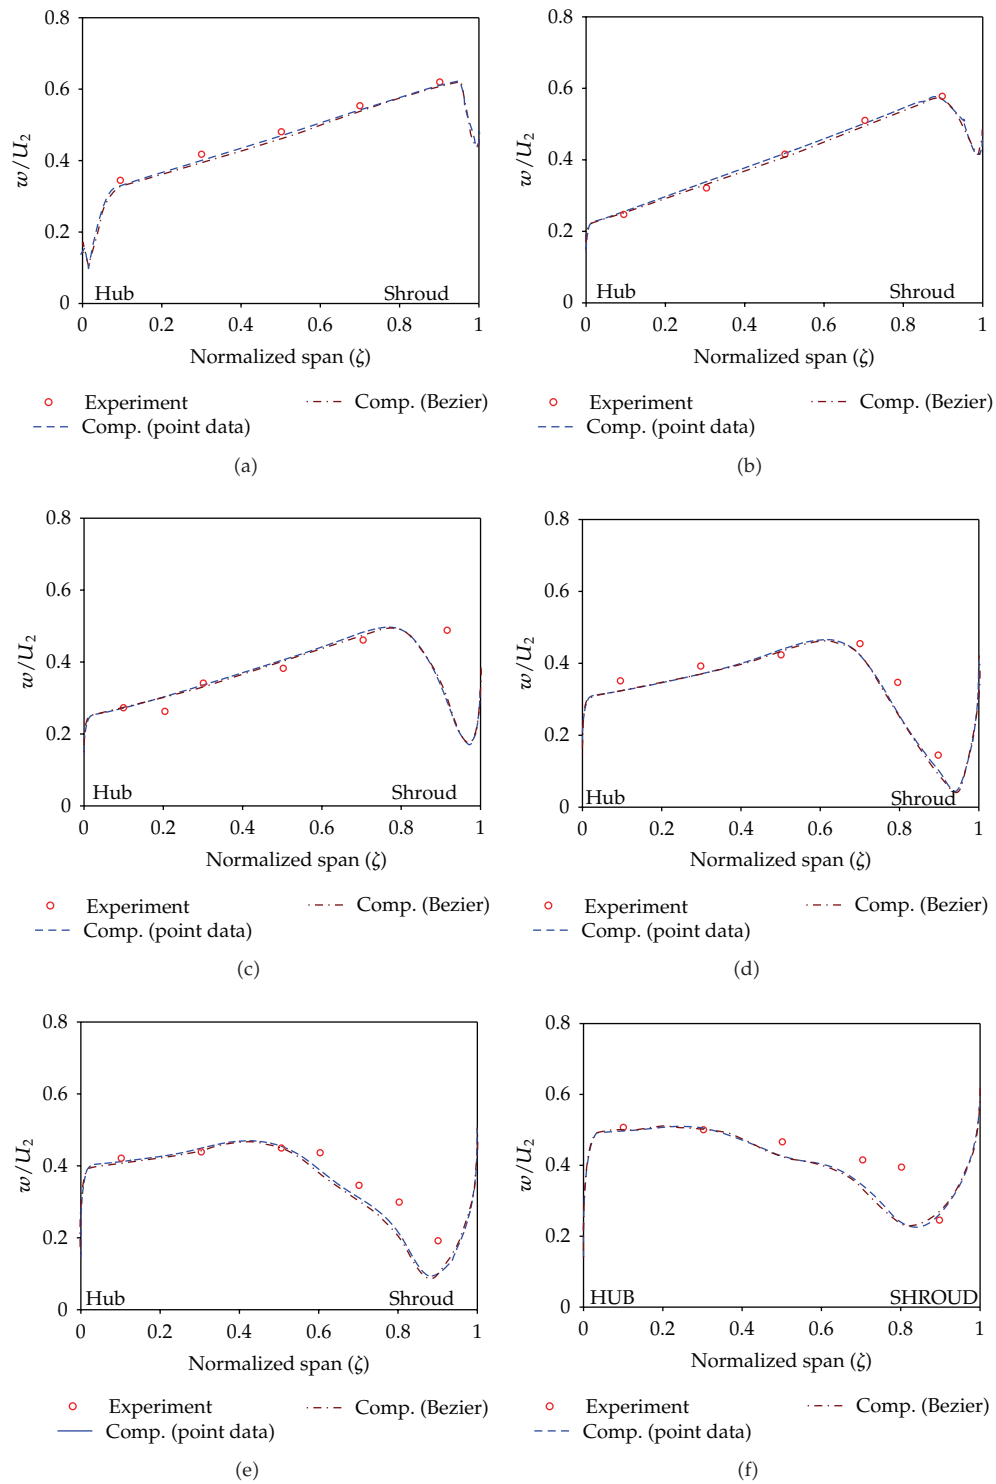 0.8
0.6
0.4
0.2
0
w/U₂
Hub
Shroud
0 0.2 0.4 0.6 0.8 1
Normalized span (ζ)
Experiment
Comp. (Bezier)
Comp. (point data)
(a)
0.8
0.6
0.4
0.2
0
w/U₂
Hub
Shroud
0 0.2 0.4 0.6 0.8 1
Normalized span (ζ)
Experiment
Comp. (Bezier)
Comp. (point data)
(b)
0.8
0.6
0.4
0.2
0
w/U₂
Hub
Shroud
0 0.2 0.4 0.6 0.8 1
Normalized span (ζ)
Experiment
Comp. (Bezier)
Comp. (point data)
(c)
0.8
0.6
0.4
0.2
0
w/U₂
Hub
Shroud
0 0.2 0.4 0.6 0.8 1
Normalized span (ζ)
Experiment
Comp. (Bezier)
Comp. (point data)
(d)
0.8
0.6
0.4
0.2
0
w/U₂
Hub
Shroud
0 0.2 0.4 0.6 0.8 1
Normalized span (ζ)
Experiment
Comp. (Bezier)
Comp. (point data)
(e)
0.8
0.6
0.4
0.2
0
w/U₂
HUB
SHROUD
0 0.2 0.4 0.6 0.8 1
Normalized span (ζ)
Experiment
Comp. (Bezier)
Comp. (point data)
(f)